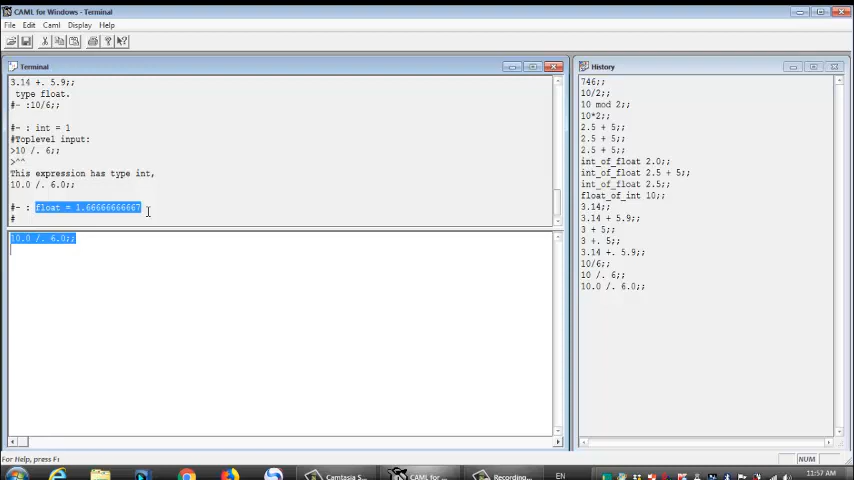 CAML for Windows - Terminal
File Edit Caml Display Help
Terminal
3.14 +. 5.9;;
type float.
#- :10/6;;
#- : int = 1
#Toplevel input:
>10 /. 6;;
>^^
This expression has type int,
10.0 /. 6.0;;
#- : float = 1.66666666667
#
10.0 /. 6.0;;
History
746;;
10/2;;
10 mod 2;;
10*2;;
2.5 + 5;;
2.5 + 5;;
2.5 + 5;;
int_of_float 2.0;;
int_of_float 2.5 + 5;;
int_of_float 2.5;;
float_of_int 10;;
3.14;;
3.14 + 5.9;;
3 + 5;;
3 +. 5;;
3.14 +. 5.9;;
10/6;;
10 /. 6;;
10.0 /. 6.0;;
For Help, press F1
NUM
Camtasia S...
CAML for ...
Recording...
EN
11:57 AM